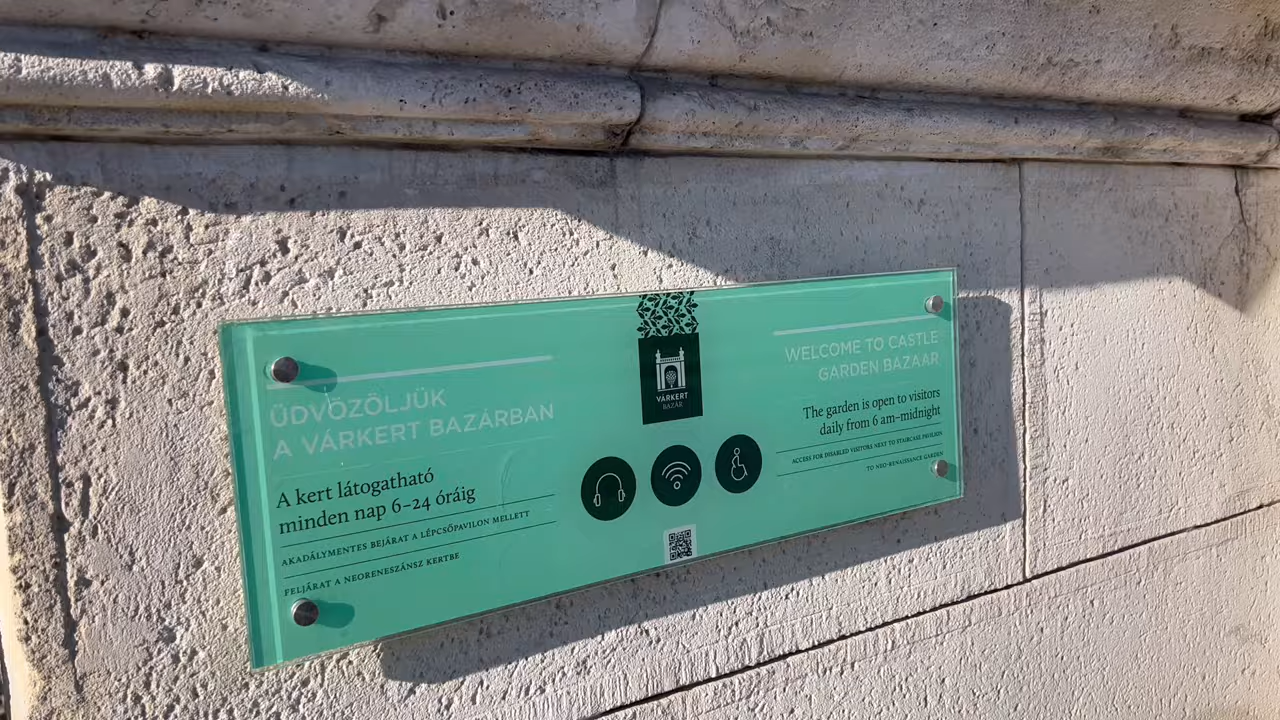 ÜDVÖZÖLJÜK
A VÁRKERT BAZÁRBAN
A kert látogatható
minden nap 6–24 óráig
AKADÁLYMENTES BEJÁRAT A LÉPCSŐPAVILON MELLETT
FELJÁRAT A NEORENESZÁNSZ KERTBE
VÁRKERT
BAZÁR
WELCOME TO CASTLE
GARDEN BAZAAR
The garden is open to visitors
daily from 6 am–midnight
ACCESS FOR DISABLED VISITORS NEXT TO STAIRCASE PAVILION
TO NEO-RENAISSANCE GARDEN